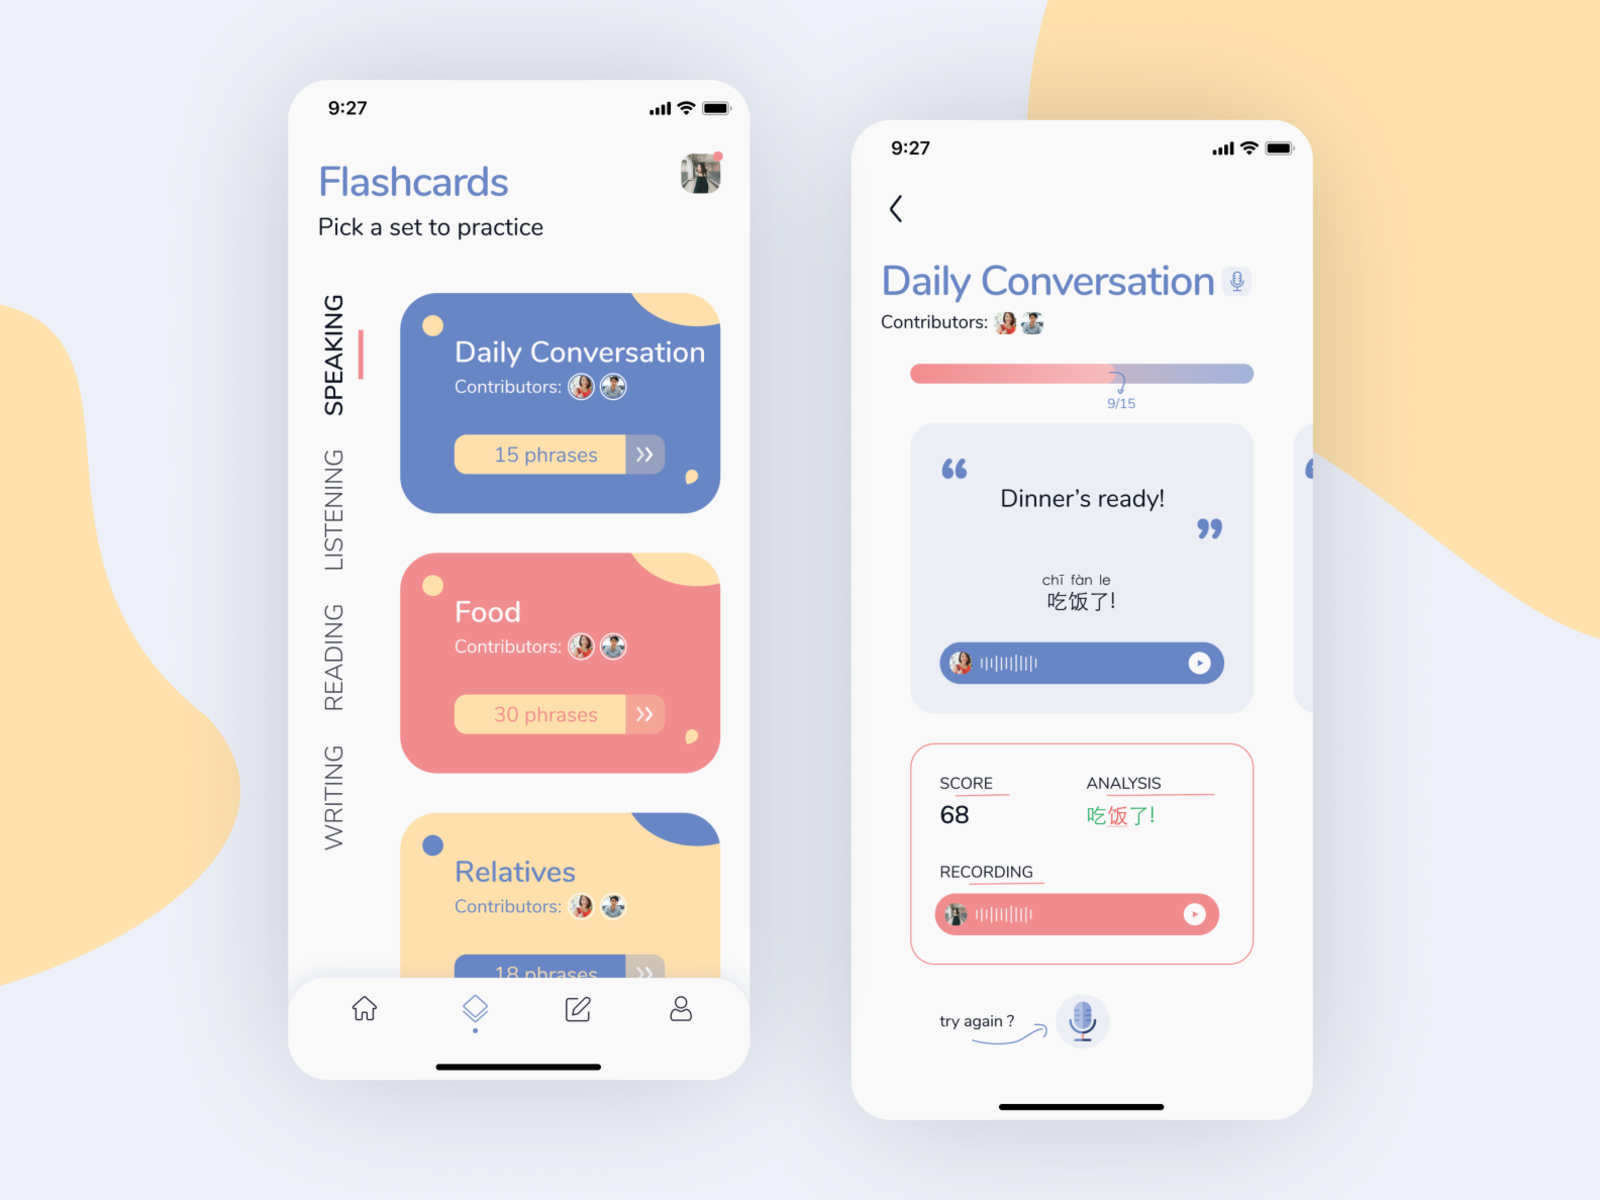 9:27
Flashcards
Pick a set to practice
SPEAKING
LISTENING
READING
WRITING
Daily Conversation
Contributors:
15 phrases
Food
Contributors:
30 phrases
Relatives
Contributors:
18 phrases
9:27
Daily Conversation
Contributors:
9/15
“
Dinner’s ready!
”
chī fàn le
吃饭了!
SCORE
68
ANALYSIS
吃饭了!
RECORDING
try again ?